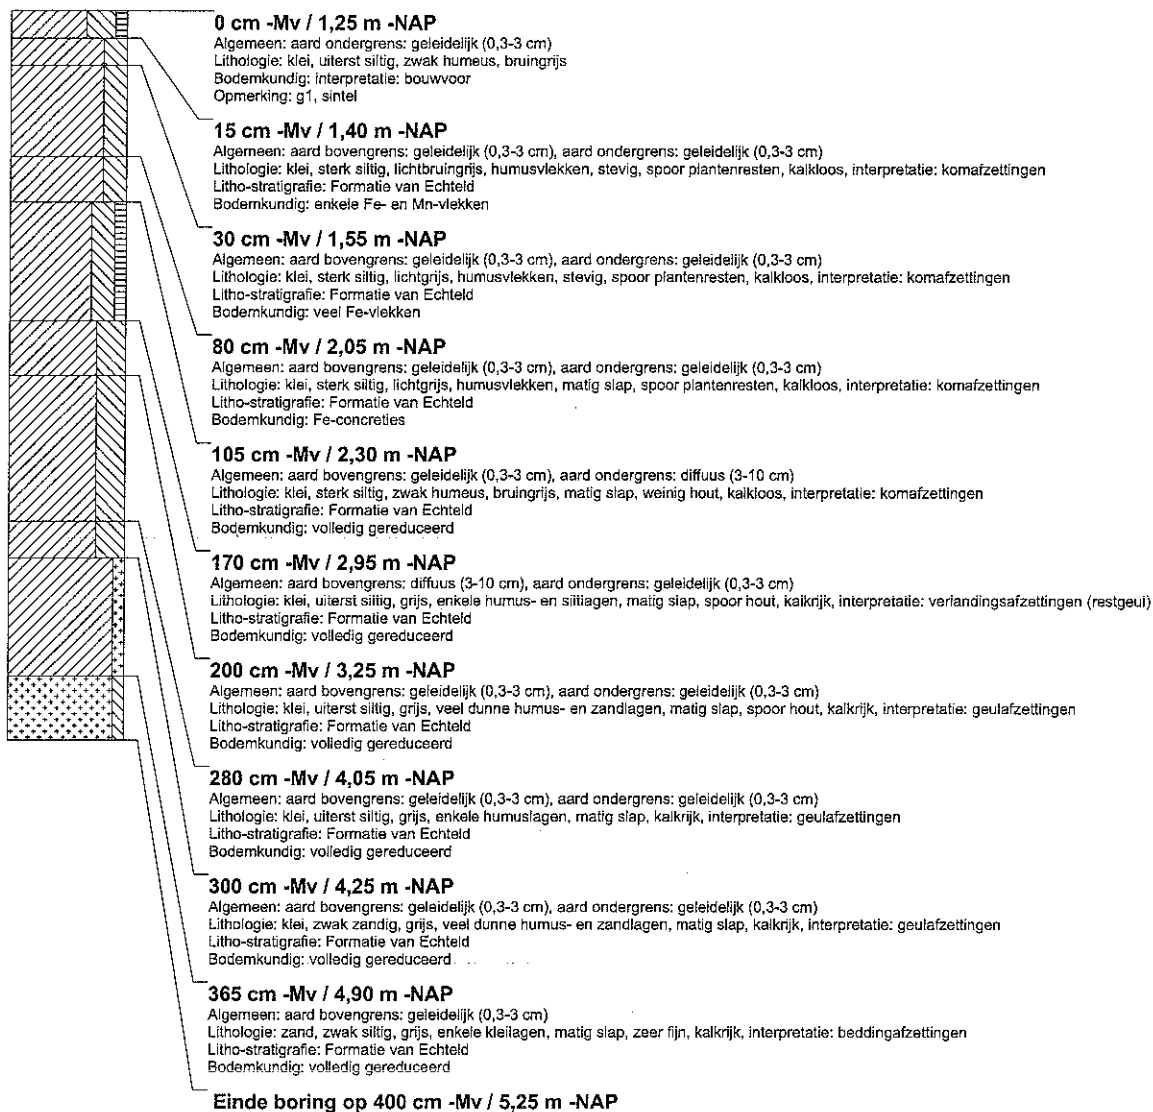 0 cm -Mv / 1,25 m -NAP
Algemeen: aard ondergrens: geleidelijk (0,3-3 cm)
Lithologie: klei, uiterst siltig, zwak humeus, bruingrijs
Bodemkundig: interpretatie: bouwvoor
Opmerking: g1, sintel
15 cm -Mv / 1,40 m -NAP
Algemeen: aard bovengrens: geleidelijk (0,3-3 cm), aard ondergrens: geleidelijk (0,3-3 cm)
Lithologie: klei, sterk siltig, lichtbruingrijs, humusvlekken, stevig, spoor plantenresten, kalkloos, interpretatie: komafzettingen
Litho-stratigrafie: Formatie van Echteld
Bodemkundig: enkele Fe- en Mn-vlekken
30 cm -Mv / 1,55 m -NAP
Algemeen: aard bovengrens: geleidelijk (0,3-3 cm), aard ondergrens: geleidelijk (0,3-3 cm)
Lithologie: klei, sterk siltig, lichtgrijs, humusvlekken, stevig, spoor plantenresten, kalkloos, interpretatie: komafzettingen
Litho-stratigrafie: Formatie van Echteld
Bodemkundig: veel Fe-vlekken
80 cm -Mv / 2,05 m -NAP
Algemeen: aard bovengrens: geleidelijk (0,3-3 cm), aard ondergrens: geleidelijk (0,3-3 cm)
Lithologie: klei, sterk siltig, lichtgrijs, humusvlekken, matig slap, spoor plantenresten, kalkloos, interpretatie: komafzettingen
Litho-stratigrafie: Formatie van Echteld
Bodemkundig: Fe-concreties
105 cm -Mv / 2,30 m -NAP
Algemeen: aard bovengrens: geleidelijk (0,3-3 cm), aard ondergrens: diffuus (3-10 cm)
Lithologie: klei, sterk siltig, zwak humeus, bruingrijs, matig slap, weinig hout, kalkloos, interpretatie: komafzettingen
Litho-stratigrafie: Formatie van Echteld
Bodemkundig: volledig gereduceerd
170 cm -Mv / 2,95 m -NAP
Algemeen: aard bovengrens: diffuus (3-10 cm), aard ondergrens: geleidelijk (0,3-3 cm)
Lithologie: klei, uiterst siltig, grijs, enkele humus- en siltlagen, matig slap, spoor hout, kalkrijk, interpretatie: verlandingsafzettingen (restgeul)
Litho-stratigrafie: Formatie van Echteld
Bodemkundig: volledig gereduceerd
200 cm -Mv / 3,25 m -NAP
Algemeen: aard bovengrens: geleidelijk (0,3-3 cm), aard ondergrens: geleidelijk (0,3-3 cm)
Lithologie: klei, uiterst siltig, grijs, veel dunne humus- en zandlagen, matig slap, spoor hout, kalkrijk, interpretatie: geulafzettingen
Litho-stratigrafie: Formatie van Echteld
Bodemkundig: volledig gereduceerd
280 cm -Mv / 4,05 m -NAP
Algemeen: aard bovengrens: geleidelijk (0,3-3 cm), aard ondergrens: geleidelijk (0,3-3 cm)
Lithologie: klei, uiterst siltig, grijs, enkele humuslagen, matig slap, kalkrijk, interpretatie: geulafzettingen
Litho-stratigrafie: Formatie van Echteld
Bodemkundig: volledig gereduceerd
300 cm -Mv / 4,25 m -NAP
Algemeen: aard bovengrens: geleidelijk (0,3-3 cm), aard ondergrens: geleidelijk (0,3-3 cm)
Lithologie: klei, zwak zandig, grijs, veel dunne humus- en zandlagen, matig slap, kalkrijk, interpretatie: geulafzettingen
Litho-stratigrafie: Formatie van Echteld
Bodemkundig: volledig gereduceerd
365 cm -Mv / 4,90 m -NAP
Algemeen: aard bovengrens: geleidelijk (0,3-3 cm)
Lithologie: zand, zwak siltig, grijs, enkele kleilagen, matig slap, zeer fijn, kalkrijk, interpretatie: beddingafzettingen
Litho-stratigrafie: Formatie van Echteld
Bodemkundig: volledig gereduceerd
Einde boring op 400 cm -Mv / 5,25 m -NAP